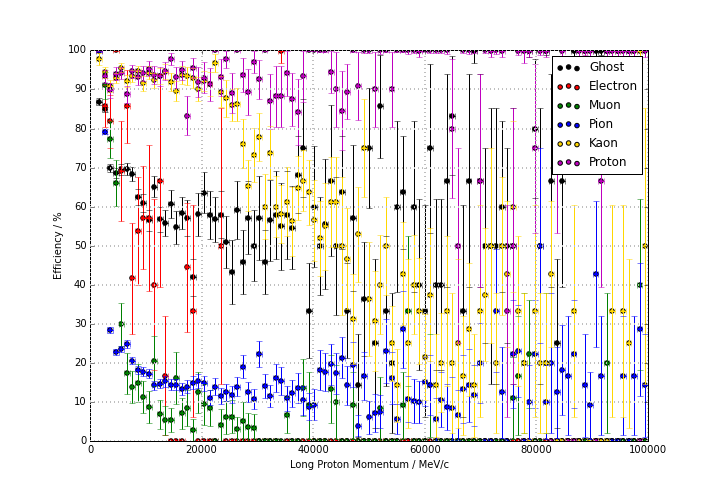 100
90
80
70
60
50
40
30
20
10
0
Efficiency / %
Ghost
Electron
Muon
Pion
Kaon
Proton
0
20000
40000
60000
80000
100000
Long Proton Momentum / MeV/c